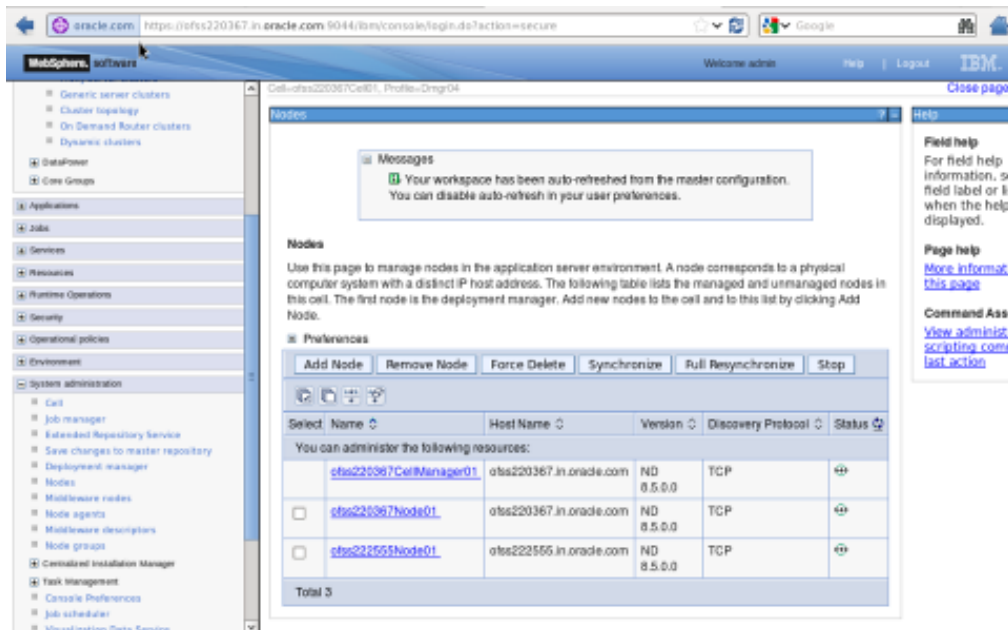 oracle.com https://ofss220367.in.oracle.com:9044/ibm/console/login.do?action=secure
Google
WebSphere. software
Welcome admin
Help | Logout
IBM.
Generic server clusters
Cluster topology
On Demand Router clusters
Dynamic clusters
DataPower
Core Groups
Applications
Jobs
Services
Resources
Runtime Operations
Security
Operational policies
Environment
System administration
Cell
Job manager
Extended Repository Service
Save changes to master repository
Deployment manager
Nodes
Middleware nodes
Node agents
Middleware descriptors
Node groups
Centralized Installation Manager
Task Management
Console Preferences
Job scheduler
Visualization Data Service
Cell=ofss220367Cell01, Profile=Dmgr04
Close page
Nodes
? -
Messages
Your workspace has been auto-refreshed from the master configuration.
You can disable auto-refresh in your user preferences.
Nodes
Use this page to manage nodes in the application server environment. A node corresponds to a physical
computer system with a distinct IP host address. The following table lists the managed and unmanaged nodes in
this cell. The first node is the deployment manager. Add new nodes to the cell and to this list by clicking Add
Node.
Preferences
Add Node Remove Node Force Delete Synchronize Full Resynchronize Stop
Select Name Host Name Version Discovery Protocol Status
You can administer the following resources:
ofss220367CellManager01 ofss220367.in.oracle.com ND TCP
8.5.0.0
ofss220367Node01 ofss220367.in.oracle.com ND TCP
8.5.0.0
ofss222555Node01 ofss222555.in.oracle.com ND TCP
8.5.0.0
Total 3
Help
Field help
For field help
information, s
field label or li
when the help
displayed.
Page help
More informat
this page
Command Ass
View administ
scripting com
last action